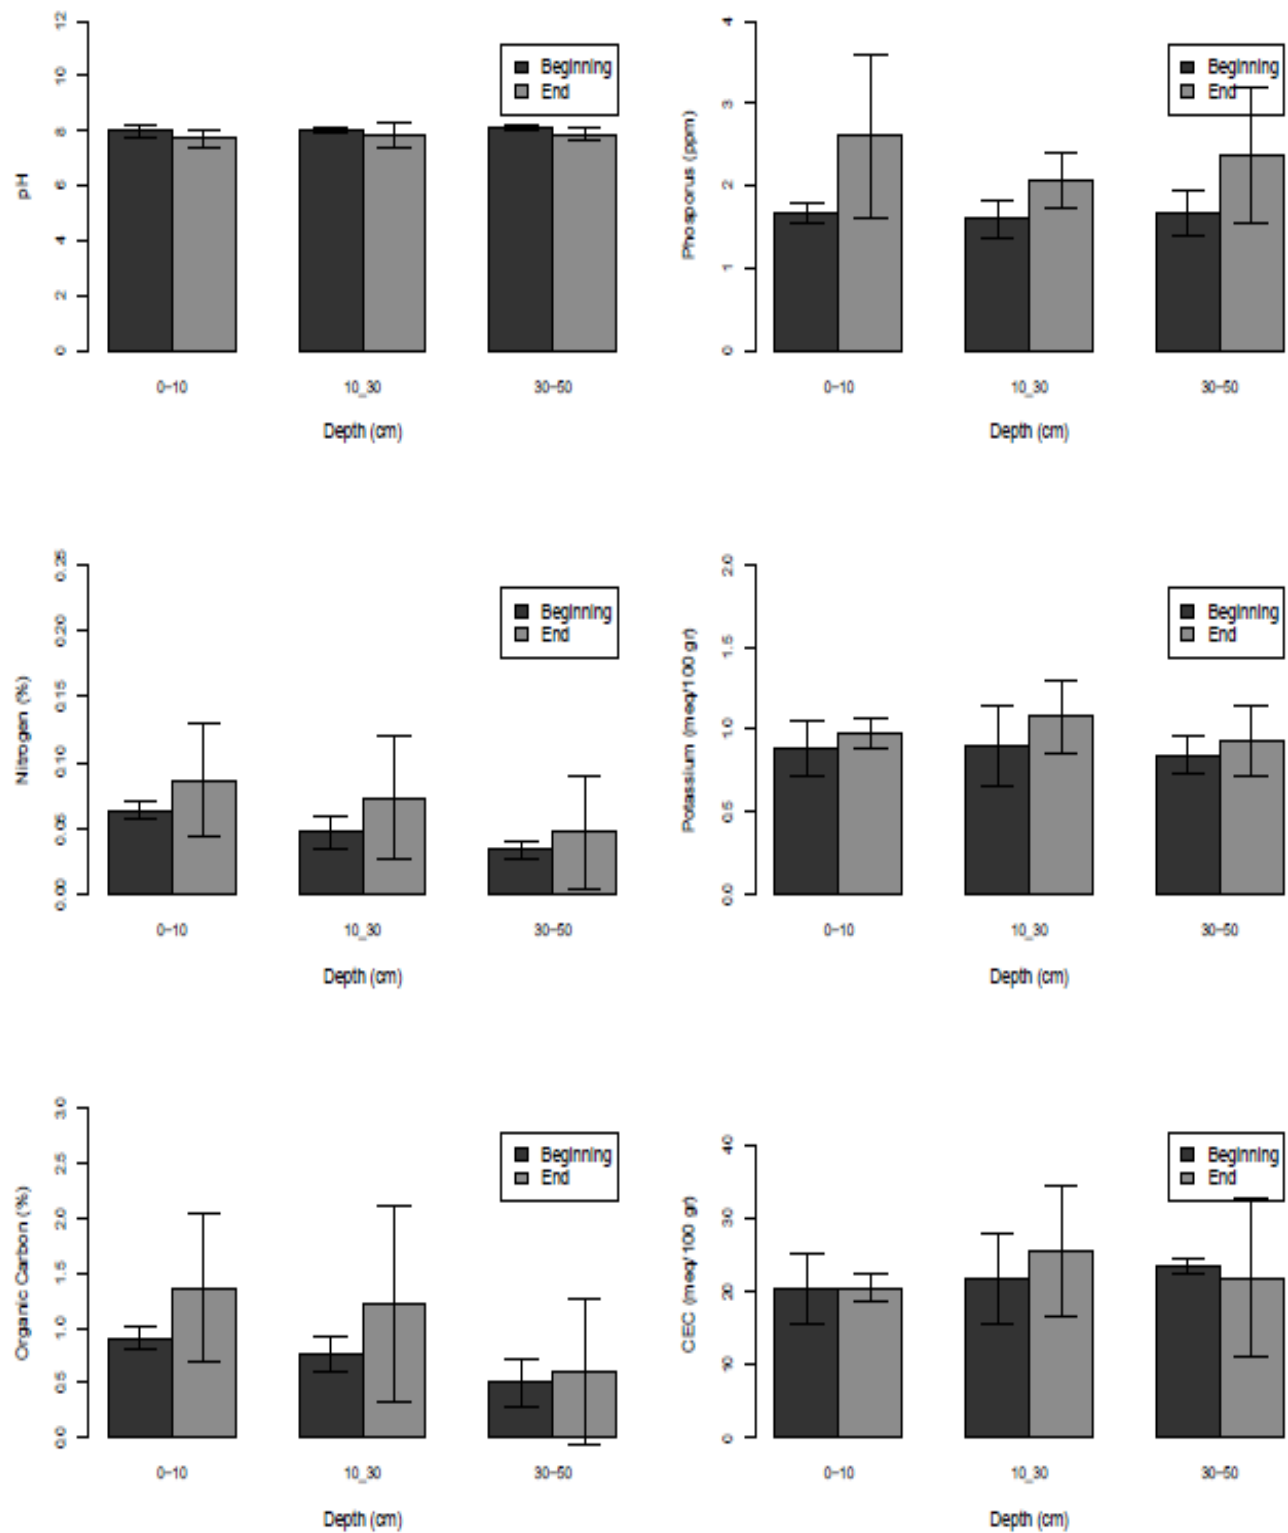 pH
12
10
8
6
4
2
0
Beginning
End
0-10 10_30 30-50
Depth (cm)
Phosporus (ppm)
4
3
2
1
0
Beginning
End
0-10 10_30 30-50
Depth (cm)
Nitrogen (%)
0.25
0.20
0.15
0.10
0.05
0.00
Beginning
End
0-10 10_30 30-50
Depth (cm)
Potassium (meq/100 gr)
2.0
1.5
1.0
0.5
0.0
Beginning
End
0-10 10_30 30-50
Depth (cm)
Organic Carbon (%)
3.0
2.5
2.0
1.5
1.0
0.5
0.0
Beginning
End
0-10 10_30 30-50
Depth (cm)
CEC (meq/100 gr)
40
30
20
10
0
Beginning
End
0-10 10_30 30-50
Depth (cm)